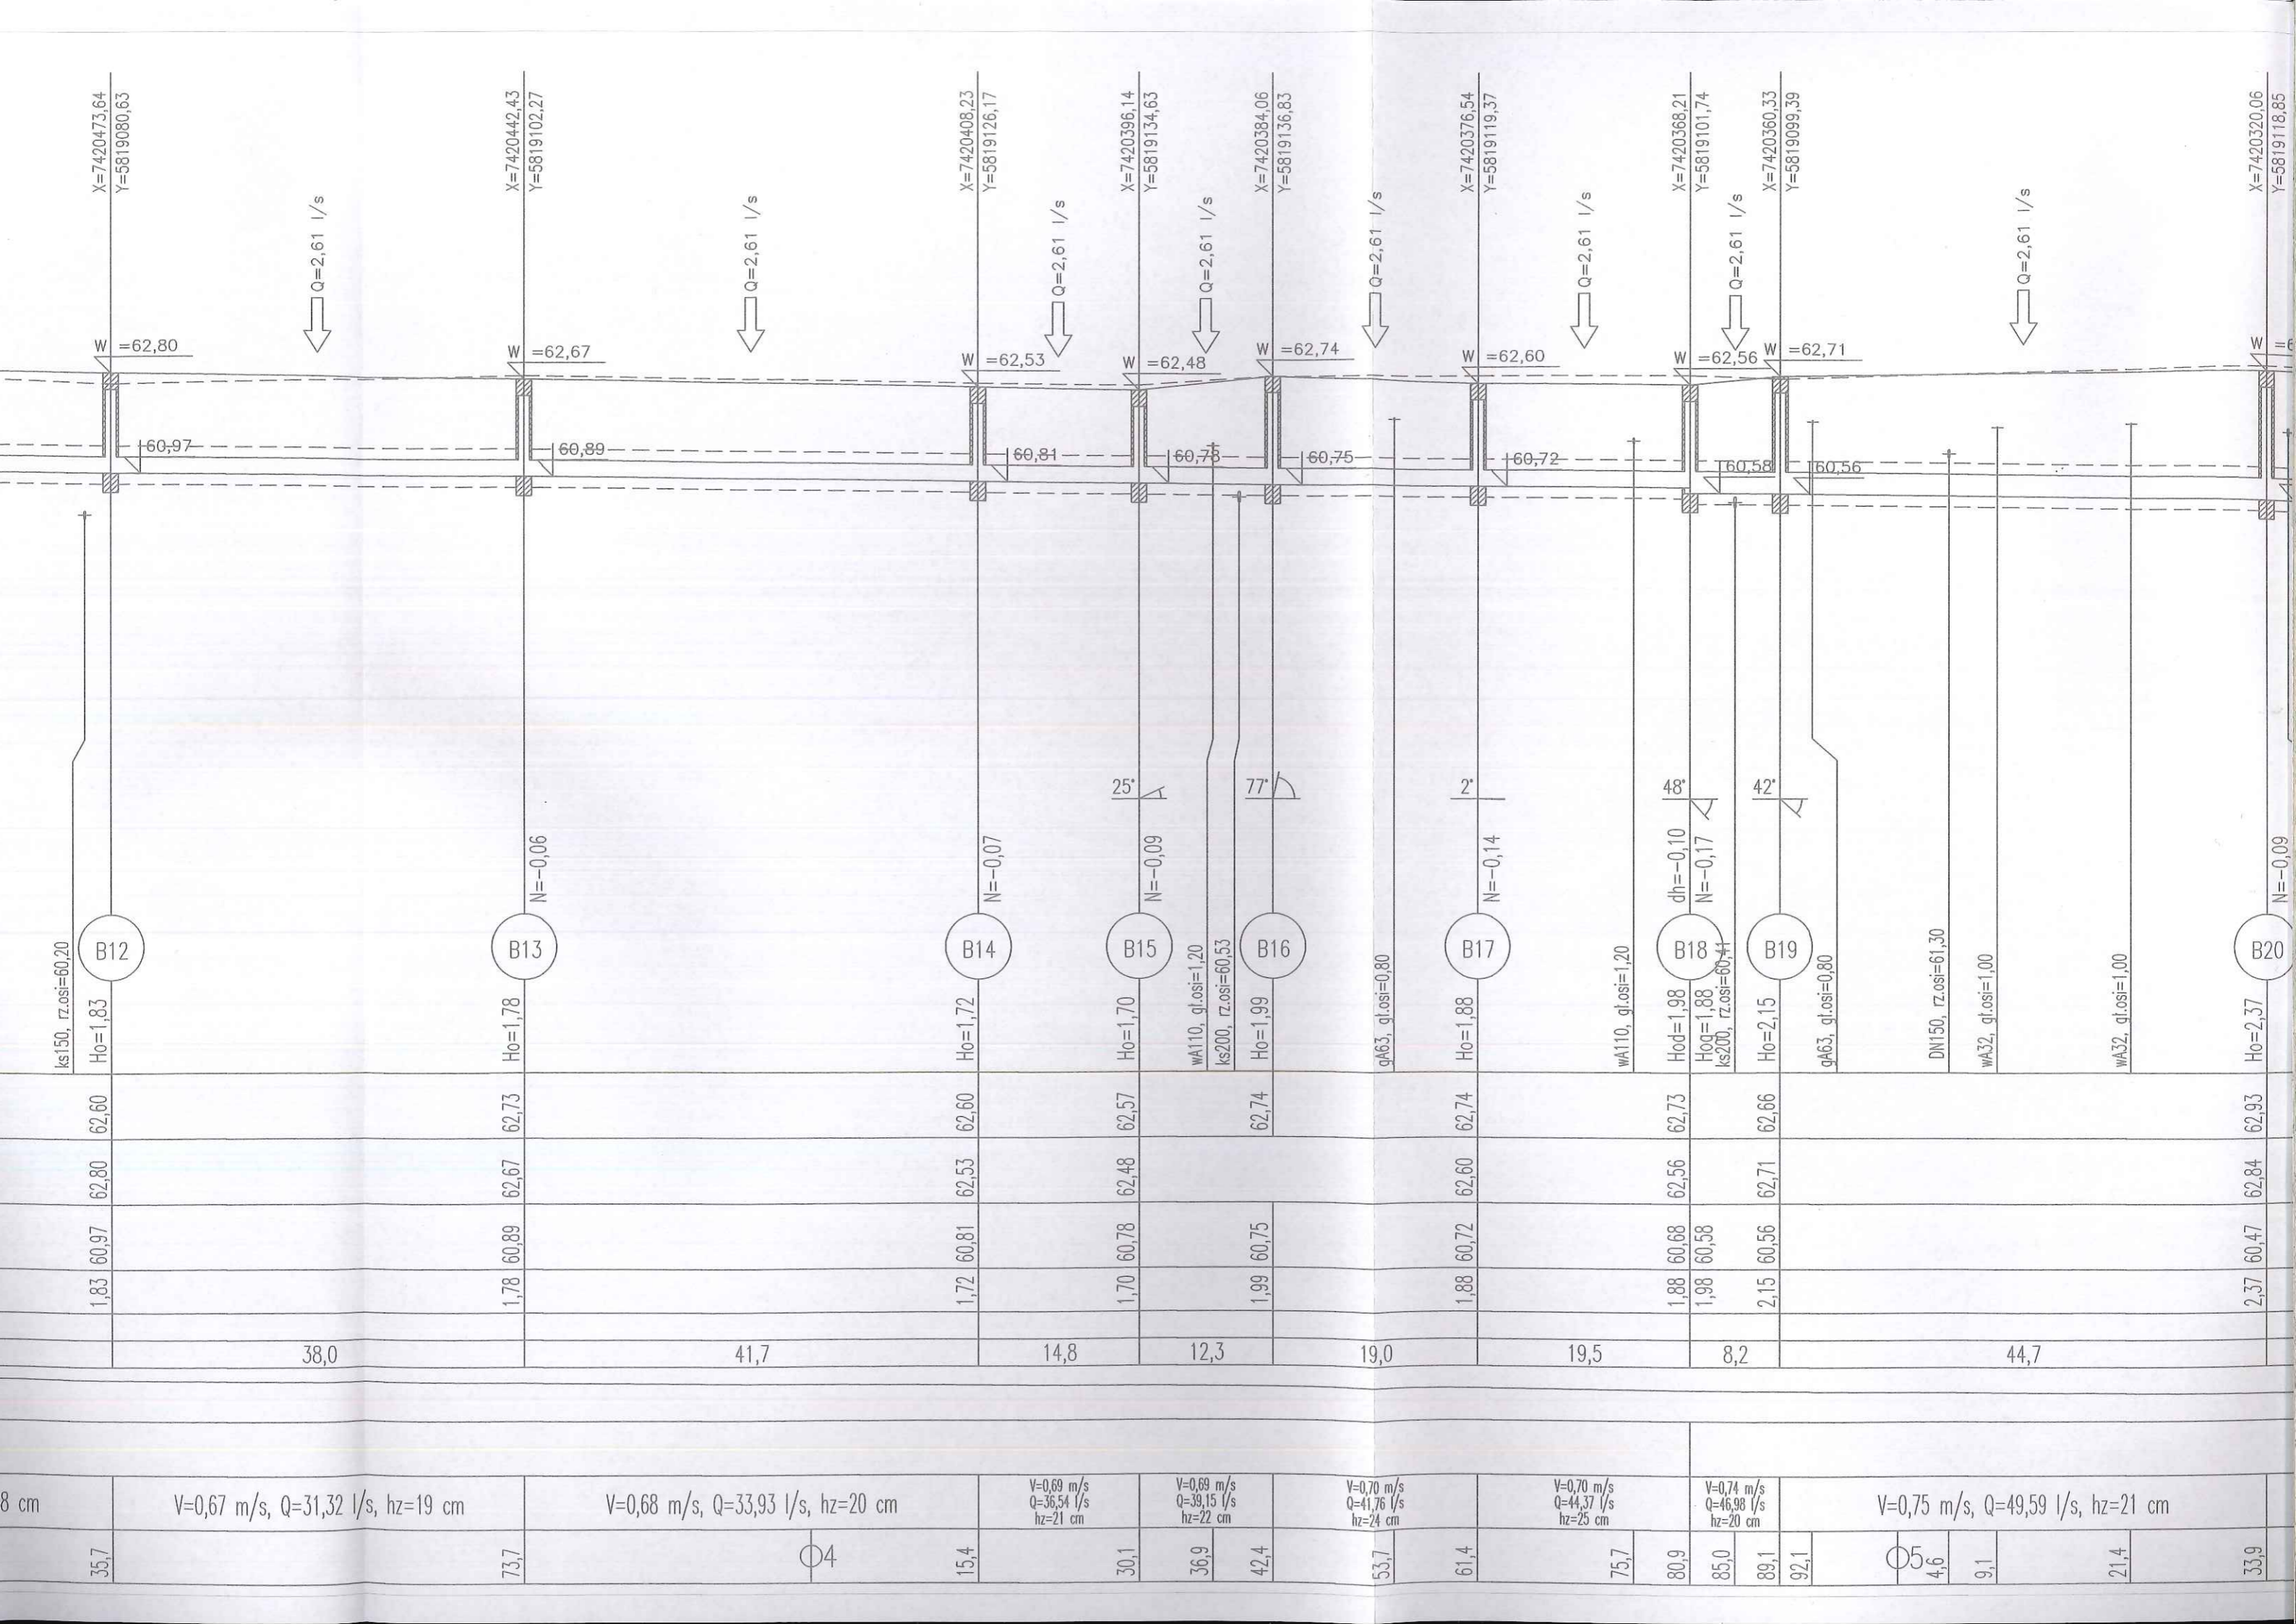 X=7420473,64
Y=5819080,63
X=7420442,43
Y=5819102,27
X=7420408,23
Y=5819126,17
X=7420396,14
Y=5819134,63
X=7420384,06
Y=5819136,83
X=7420376,54
Y=5819119,37
X=7420368,21
Y=5819101,74
X=7420360,33
Y=5819099,39
X=7420320,06
Y=5819118,85
Q=2,61 l/s
Q=2,61 l/s
Q=2,61 l/s
Q=2,61 l/s
Q=2,61 l/s
Q=2,61 l/s
Q=2,61 l/s
Q=2,61 l/s
W =62,80
W =62,67
W =62,53
W =62,48
W =62,74
W =62,60
W =62,56
W =62,71
W =6
60,97
60,89
60,81
60,78
60,75
60,72
60,58
60,56
25°
77°
2°
48°
42°
N=-0,06
N=-0,07
N=-0,09
N=-0,14
dh=-0,10
N=-0,17
N=-0,09
B12
B13
B14
B15
B16
B17
B18
B19
B20
ks150, rz.osi=60,20
Ho=1,83
Ho=1,78
Ho=1,72
Ho=1,70
wA110, gł.osi=1,20
ks200, rz.osi=60,53
Ho=1,99
gA63, gł.osi=0,80
Ho=1,88
wA110, gł.osi=1,20
Hod=1,98
Hog=1,88
ks200, rz.osi=60,41
Ho=2,15
gA63, gł.osi=0,80
DN150, rz.osi=61,30
wA32, gł.osi=1,00
wA32, gł.osi=1,00
Ho=2,37
62,60 62,73 62,60 62,57 62,74 62,74 62,73 62,66 62,93
62,80 62,67 62,53 62,48 62,60 62,56 62,71 62,84
60,97 60,89 60,81 60,78 60,75 60,72 60,68 60,58 60,56 60,47
1,83 1,78 1,72 1,70 1,99 1,88 1,88 1,98 2,15 2,37
38,0 41,7 14,8 12,3 19,0 19,5 8,2 44,7
8 cm
V=0,67 m/s, Q=31,32 l/s, hz=19 cm
V=0,68 m/s, Q=33,93 l/s, hz=20 cm
V=0,69 m/s
Q=36,54 l/s
hz=21 cm
V=0,69 m/s
Q=39,15 l/s
hz=22 cm
V=0,70 m/s
Q=41,76 l/s
hz=24 cm
V=0,70 m/s
Q=44,37 l/s
hz=25 cm
V=0,74 m/s
Q=46,98 l/s
hz=20 cm
V=0,75 m/s, Q=49,59 l/s, hz=21 cm
35,7 73,7 Φ4 15,4 30,1 36,9 42,4 53,7 61,4 75,7 80,9 85,0 89,1 92,1 Φ5 4,6 9,1 21,4 33,9